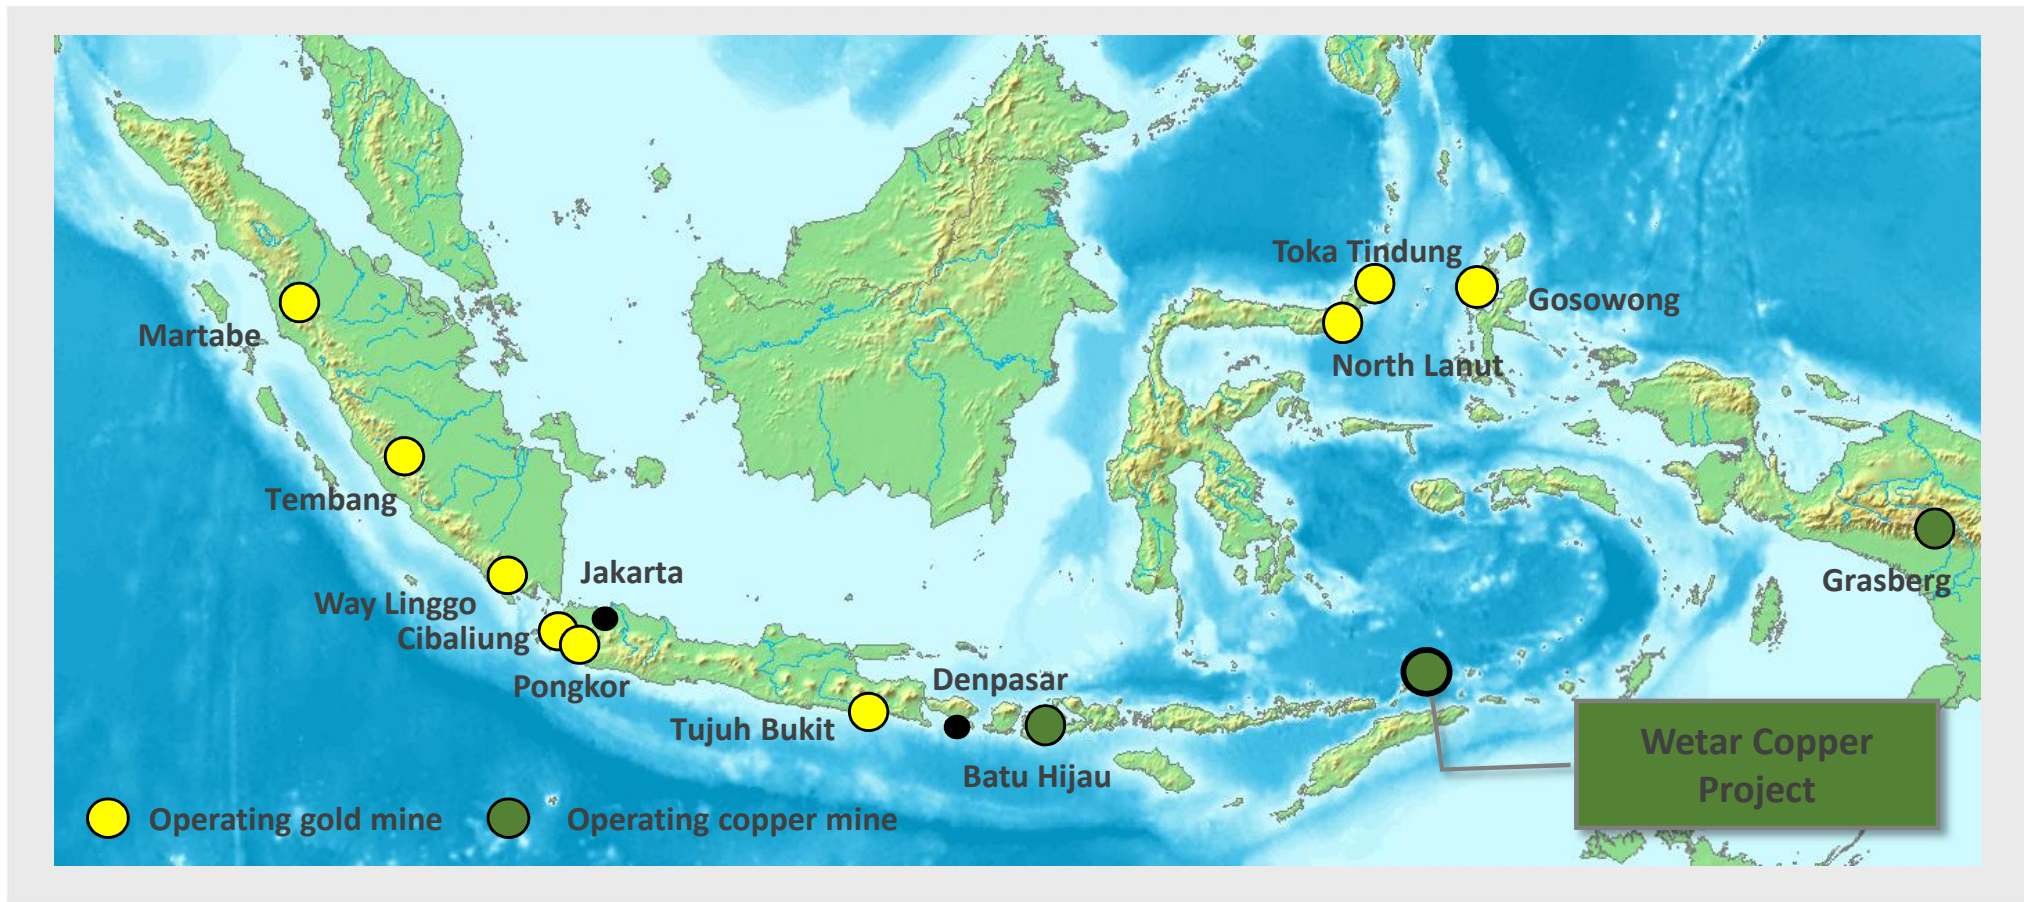 Toka Tindung
Gosowong
Martabe
North Lanut
Tembang
Jakarta
Grasberg
Way Linggo
Cibaliung
Pongkor
Denpasar
Tujuh Bukit
Batu Hijau
Wetar Copper
Project
Operating gold mine
Operating copper mine